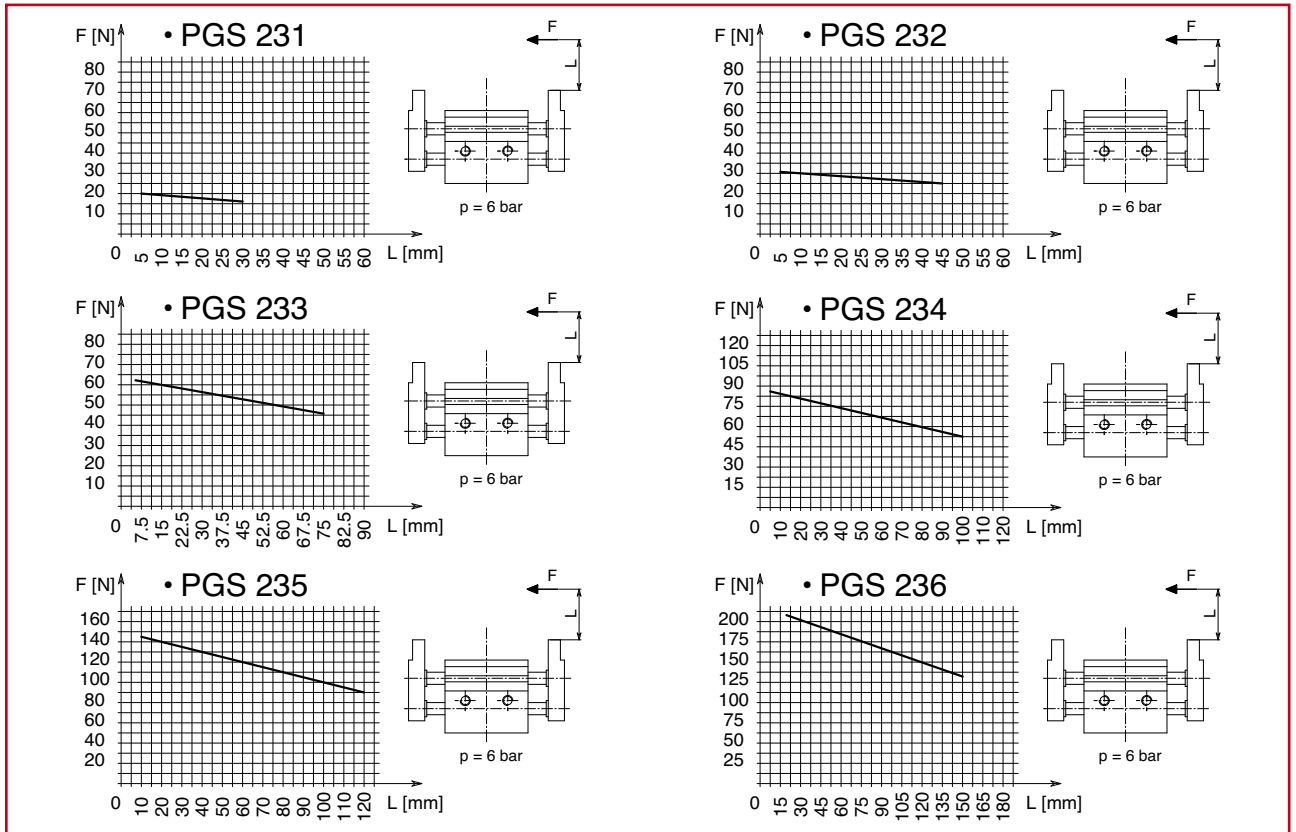 F [N]
• PGS 231
80
70
60
50
40
30
20
10
0 5 10 15 20 25 30 35 40 45 50 55 60 L [mm]
F
L
p = 6 bar
F [N]
• PGS 232
80
70
60
50
40
30
20
10
0 5 10 15 20 25 30 35 40 45 50 55 60 L [mm]
F
L
p = 6 bar
F [N]
• PGS 233
80
70
60
50
40
30
20
10
0 7.5 15 22.5 30 37.5 45 52.5 60 67.5 75 82.5 90 L [mm]
F
L
p = 6 bar
F [N]
• PGS 234
120
105
90
75
60
45
30
15
0 10 20 30 40 50 60 70 80 90 100 110 120 L [mm]
F
L
p = 6 bar
F [N]
• PGS 235
160
140
120
100
80
60
40
20
0 10 20 30 40 50 60 70 80 90 100 110 120 L [mm]
F
L
p = 6 bar
F [N]
• PGS 236
200
175
150
125
100
75
50
25
0 15 30 45 60 75 90 105 120 135 150 165 180 L [mm]
F
L
p = 6 bar